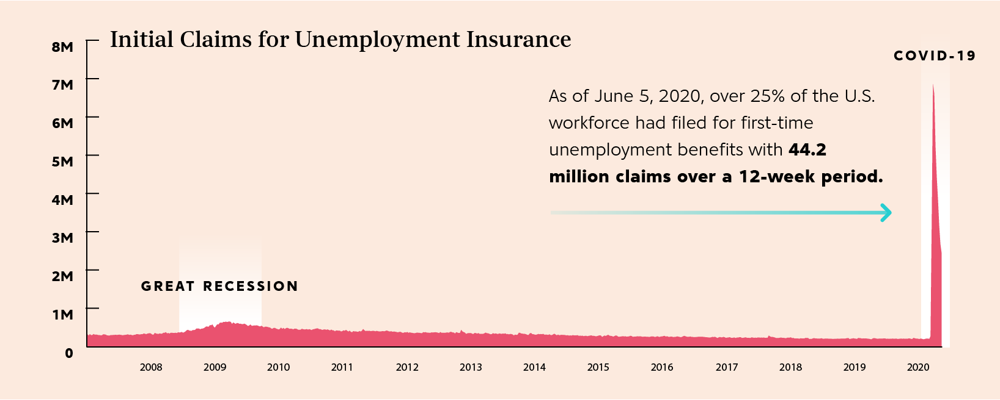 Initial Claims for Unemployment Insurance
8M
COVID-19
7M
As of June 5, 2020, over 25% of the U.S.
workforce had filed for first-time
unemployment benefits with 44.2
million claims over a 12-week period.
6M
5M
4M
3M
2M
GREAT RECESSION
1M
0
2008 2009 2010 2011 2012 2013 2014 2015 2016 2017 2018 2019 2020